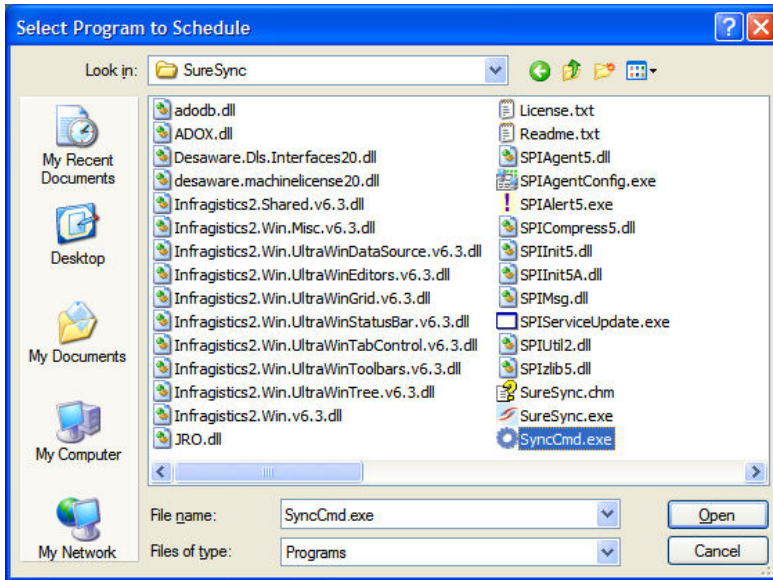 Select Program to Schedule
Look in: SureSync
My Recent Documents
Desktop
My Documents
My Computer
My Network
adodb.dll
ADOX.dll
Desaware.Dls.Interfaces20.dll
desaware.machinelicense20.dll
Infragistics2.Shared.v6.3.dll
Infragistics2.Win.Misc.v6.3.dll
Infragistics2.Win.UltraWinDataSource.v6.3.dll
Infragistics2.Win.UltraWinEditors.v6.3.dll
Infragistics2.Win.UltraWinGrid.v6.3.dll
Infragistics2.Win.UltraWinStatusBar.v6.3.dll
Infragistics2.Win.UltraWinTabControl.v6.3.dll
Infragistics2.Win.UltraWinToolbars.v6.3.dll
Infragistics2.Win.UltraWinTree.v6.3.dll
Infragistics2.Win.v6.3.dll
JRO.dll
License.txt
Readme.txt
SPIAgent5.dll
SPIAgentConfig.exe
SPIAlert5.exe
SPICompress5.dll
SPIInit5.dll
SPIInit5A.dll
SPIMsg.dll
SPIServiceUpdate.exe
SPIUtil2.dll
SPIzlib5.dll
SureSync.chm
SureSync.exe
SyncCmd.exe
File name: SyncCmd.exe Open
Files of type: Programs Cancel